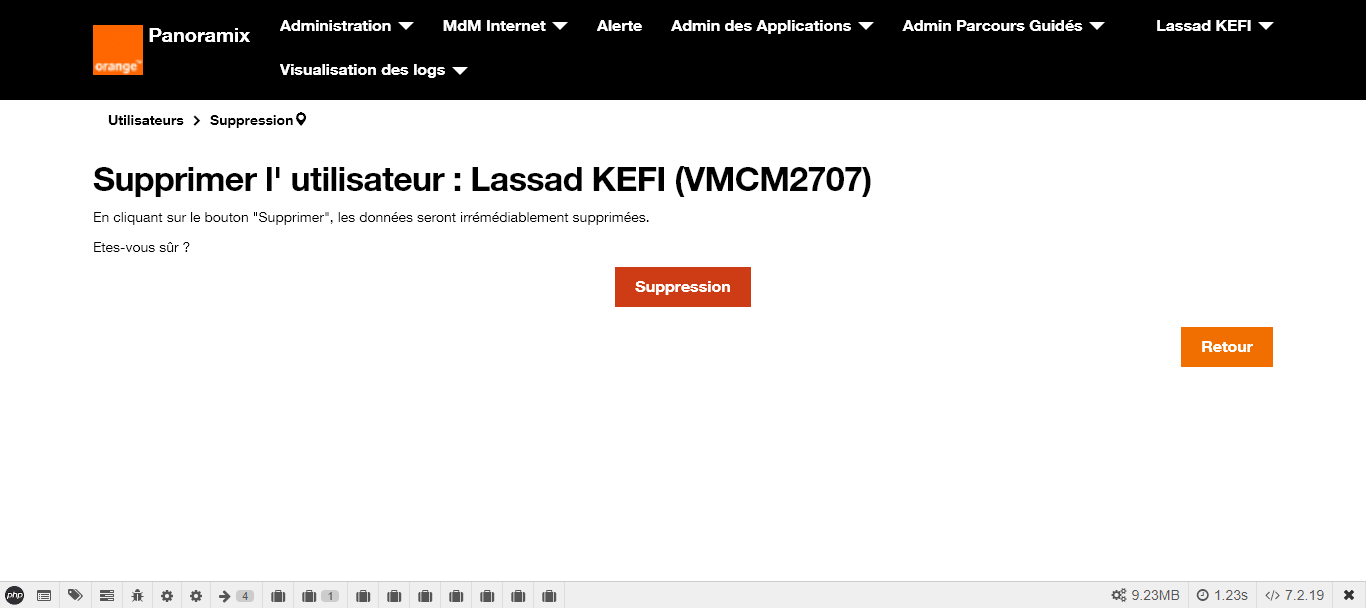 Panoramix
orange™
Administration
MdM Internet
Alerte
Admin des Applications
Admin Parcours Guidés
Lassad KEFI
Visualisation des logs
Utilisateurs
Suppression
Supprimer l' utilisateur : Lassad KEFI (VMCM2707)
En cliquant sur le bouton "Supprimer", les données seront irrémédiablement supprimées.
Etes-vous sûr ?
Suppression
Retour
php
4
1
9.23MB
1.23s
7.2.19